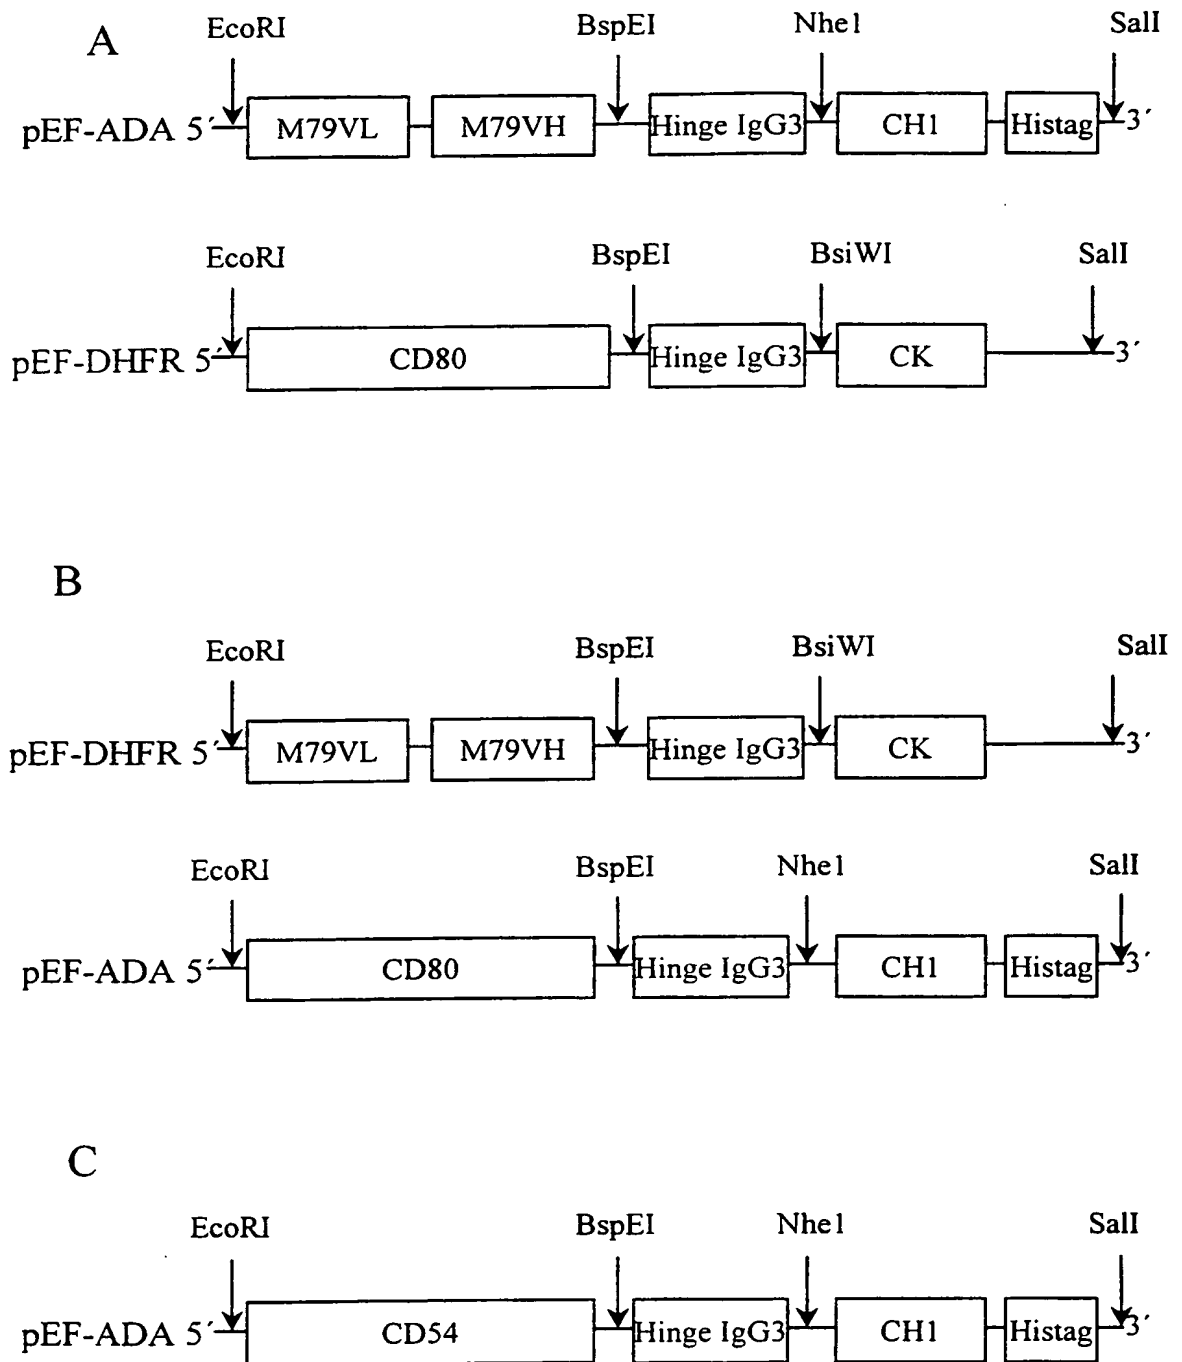 A
EcoRI BspEI Nhe1 SalI
pEF-ADA 5´ M79VL M79VH Hinge IgG3 CH1 Histag 3´
EcoRI BspEI BsiWI SalI
pEF-DHFR 5´ CD80 Hinge IgG3 CK 3´
B
EcoRI BspEI BsiWI SalI
pEF-DHFR 5´ M79VL M79VH Hinge IgG3 CK 3´
EcoRI BspEI Nhe1 SalI
pEF-ADA 5´ CD80 Hinge IgG3 CH1 Histag 3´
C
EcoRI BspEI Nhe1 SalI
pEF-ADA 5´ CD54 Hinge IgG3 CH1 Histag 3´